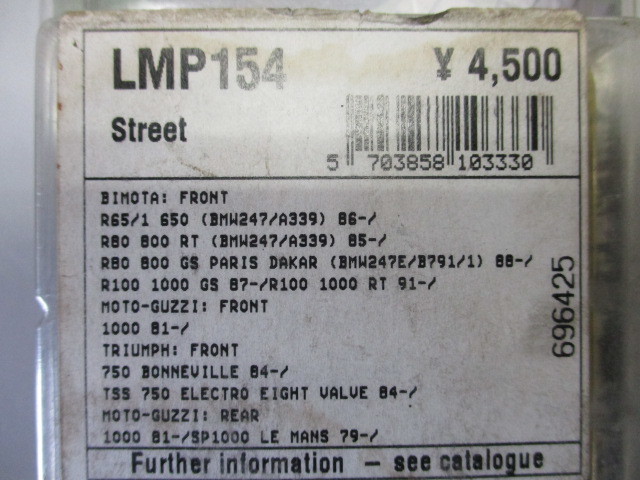 LMP154 ¥ 4,500
Street
5 703858 103330
BIMOTA: FRONT
R65/1 650 (BMW247/A339) 86-/
R80 800 RT (BMW247/A339) 85-/
R80 800 GS PARIS DAKAR (BMW247E/B791/1) 88-/
R100 1000 GS 87-/R100 1000 RT 91-/
MOTO-GUZZI: FRONT
1000 81-/
TRIUMPH: FRONT
750 BONNEVILLE 84-/
TSS 750 ELECTRO EIGHT VALVE 84-/
MOTO-GUZZI: REAR
1000 81-/SP1000 LE MANS 79-/
696425
Further information – see catalogue